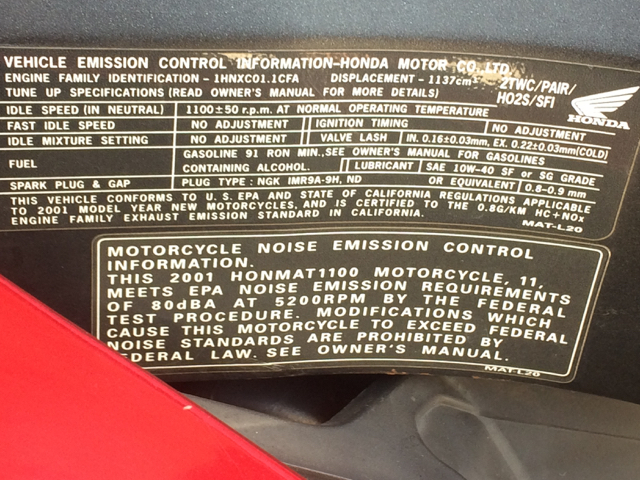 VEHICLE EMISSION CONTROL INFORMATION-HONDA MOTOR CO.,LTD.
ENGINE FAMILY IDENTIFICATION - 1HNXC01.1CFA DISPLACEMENT - 1137cm³ 2TWC/PAIR/
TUNE UP SPECIFICATIONS (READ OWNER'S MANUAL FOR MORE DETAILS) HO2S/SFI
HONDA
IDLE SPEED (IN NEUTRAL) 1100±50 r.p.m. AT NORMAL OPERATING TEMPERATURE
FAST IDLE SPEED NO ADJUSTMENT IGNITION TIMING NO ADJUSTMENT
IDLE MIXTURE SETTING NO ADJUSTMENT VALVE LASH IN. 0.16±0.03mm, EX. 0.22±0.03mm(COLD)
FUEL GASOLINE 91 RON MIN., SEE OWNER'S MANUAL FOR GASOLINES
CONTAINING ALCOHOL. LUBRICANT SAE 10W-40 SF or SG GRADE
SPARK PLUG & GAP PLUG TYPE : NGK IMR9A-9H, ND OR EQUIVALENT 0.8-0.9 mm
THIS VEHICLE CONFORMS TO U.S.EPA AND STATE OF CALIFORNIA REGULATIONS APPLICABLE
TO 2001 MODEL YEAR NEW MOTORCYCLES, AND IS CERTIFIED TO THE 0.8G/KM HC+NOx
ENGINE FAMILY EXHAUST EMISSION STANDARD IN CALIFORNIA. MAT-L20
MOTORCYCLE NOISE EMISSION CONTROL
INFORMATION.
THIS 2001 HONMAT1100 MOTORCYCLE, 11,
MEETS EPA NOISE EMISSION REQUIREMENTS
OF 80dBA AT 5200RPM BY THE FEDERAL
TEST PROCEDURE. MODIFICATIONS WHICH
CAUSE THIS MOTORCYCLE TO EXCEED FEDERAL
NOISE STANDARDS ARE PROHIBITED BY
FEDERAL LAW. SEE OWNER'S MANUAL.
MAT-L20